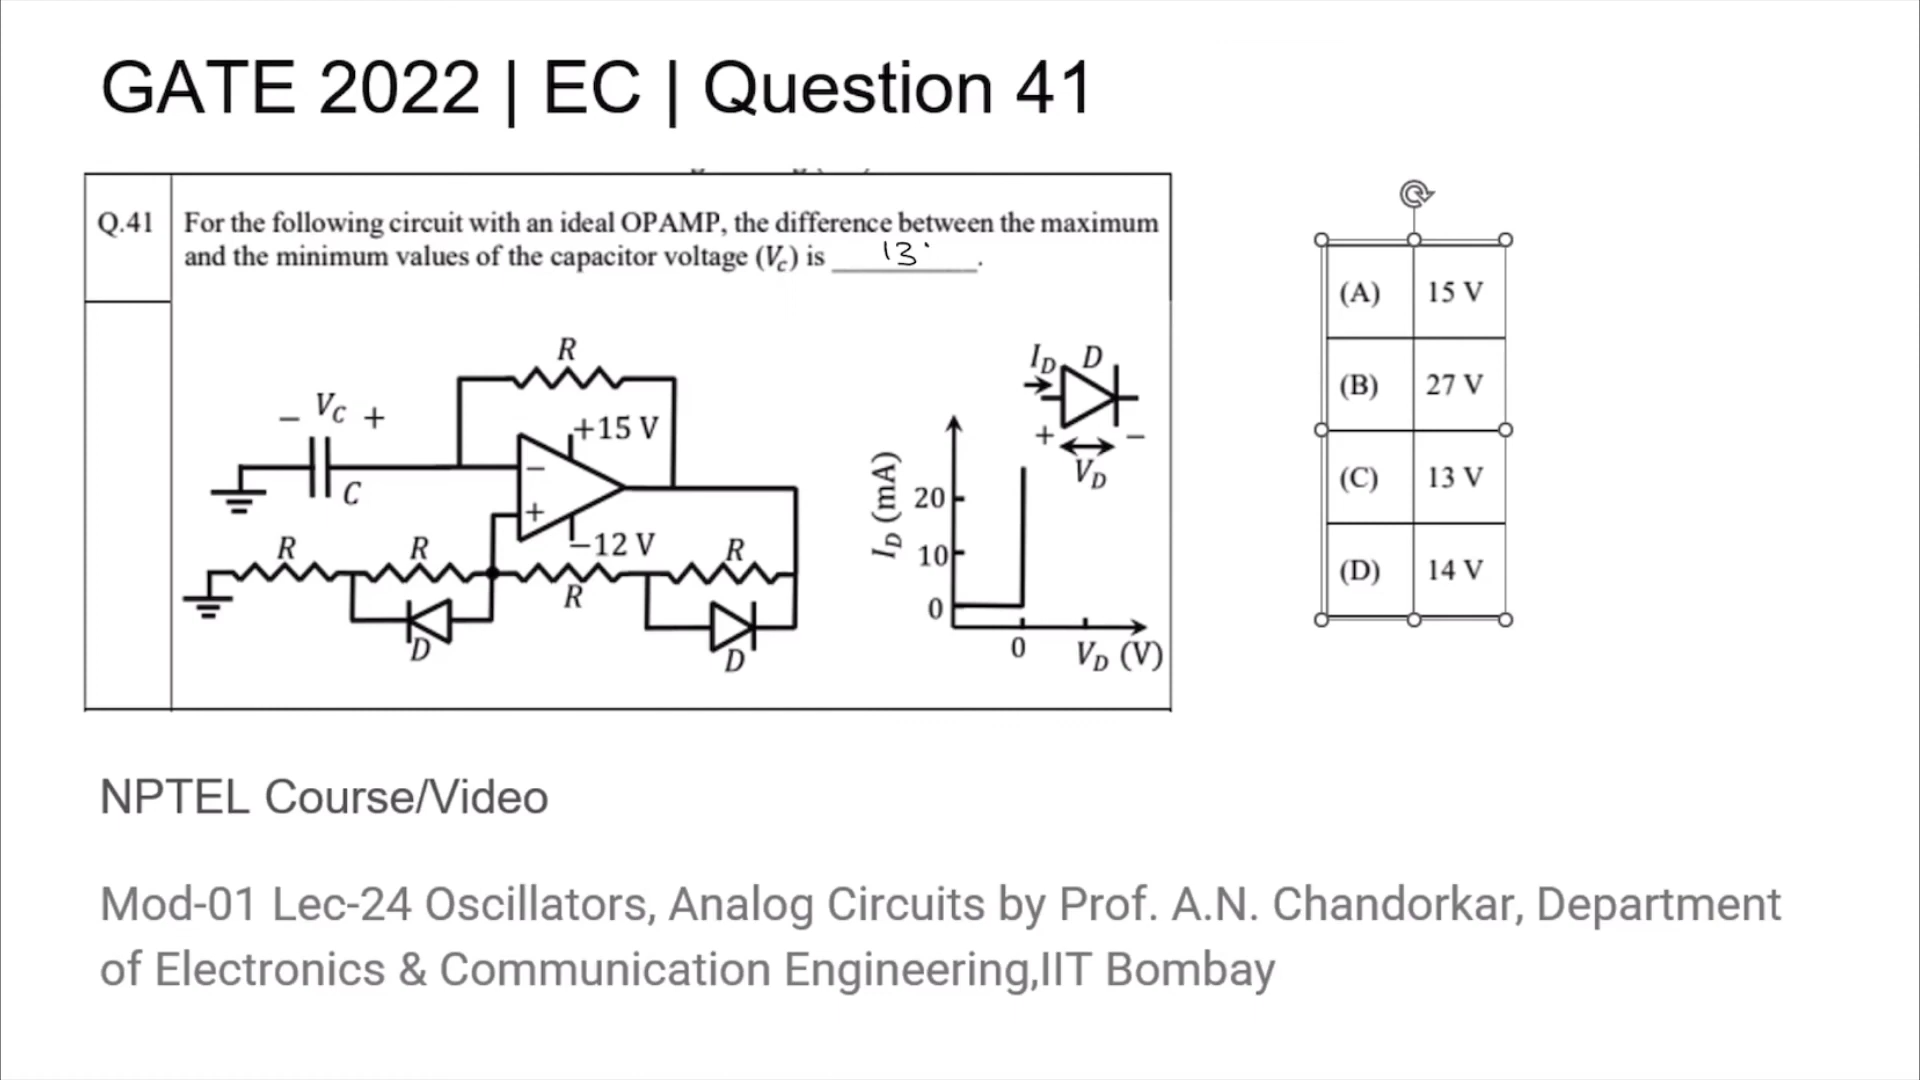 GATE 2022 | EC | Question 41
Q.41 For the following circuit with an ideal OPAMP, the difference between the maximum
and the minimum values of the capacitor voltage (Vc) is 13 .
R
− VC +
+15 V
C
−
+
−12 V
R
R
R
R
D
D
ID D
+ −
VD
ID (mA)
20
10
0
0
VD (V)
(A) 15 V
(B) 27 V
(C) 13 V
(D) 14 V
NPTEL Course/Video
Mod-01 Lec-24 Oscillators, Analog Circuits by Prof. A.N. Chandorkar, Department
of Electronics & Communication Engineering,IIT Bombay